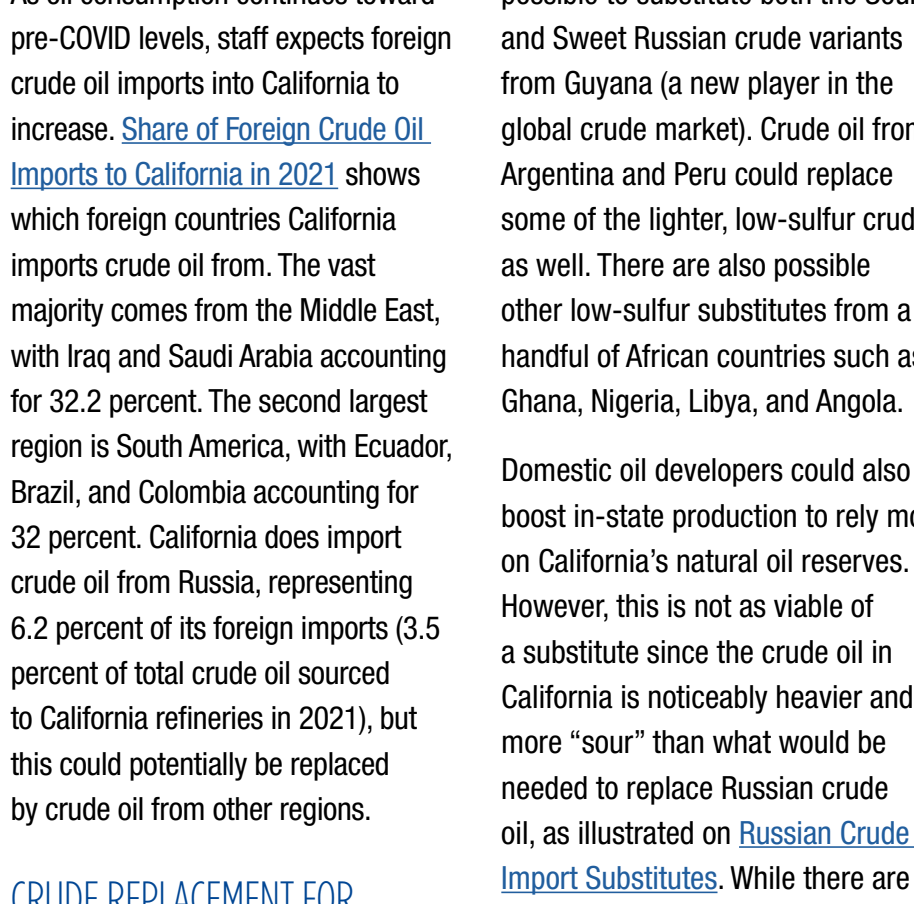 As oil consumption continues toward
pre-COVID levels, staff expects foreign
crude oil imports into California to
increase. Share of Foreign Crude Oil
Imports to California in 2021 shows
which foreign countries California
imports crude oil from. The vast
majority comes from the Middle East,
with Iraq and Saudi Arabia accounting
for 32.2 percent. The second largest
region is South America, with Ecuador,
Brazil, and Colombia accounting for
32 percent. California does import
crude oil from Russia, representing
6.2 percent of its foreign imports (3.5
percent of total crude oil sourced
to California refineries in 2021), but
this could potentially be replaced
by crude oil from other regions.
CRUDE REPLACEMENT FOR
possible to substitute both the Sour
and Sweet Russian crude variants
from Guyana (a new player in the
global crude market). Crude oil from
Argentina and Peru could replace
some of the lighter, low-sulfur crud
as well. There are also possible
other low-sulfur substitutes from a
handful of African countries such as
Ghana, Nigeria, Libya, and Angola.
Domestic oil developers could also
boost in-state production to rely mo
on California’s natural oil reserves.
However, this is not as viable of
a substitute since the crude oil in
California is noticeably heavier and
more “sour” than what would be
needed to replace Russian crude
oil, as illustrated on Russian Crude
Import Substitutes. While there are